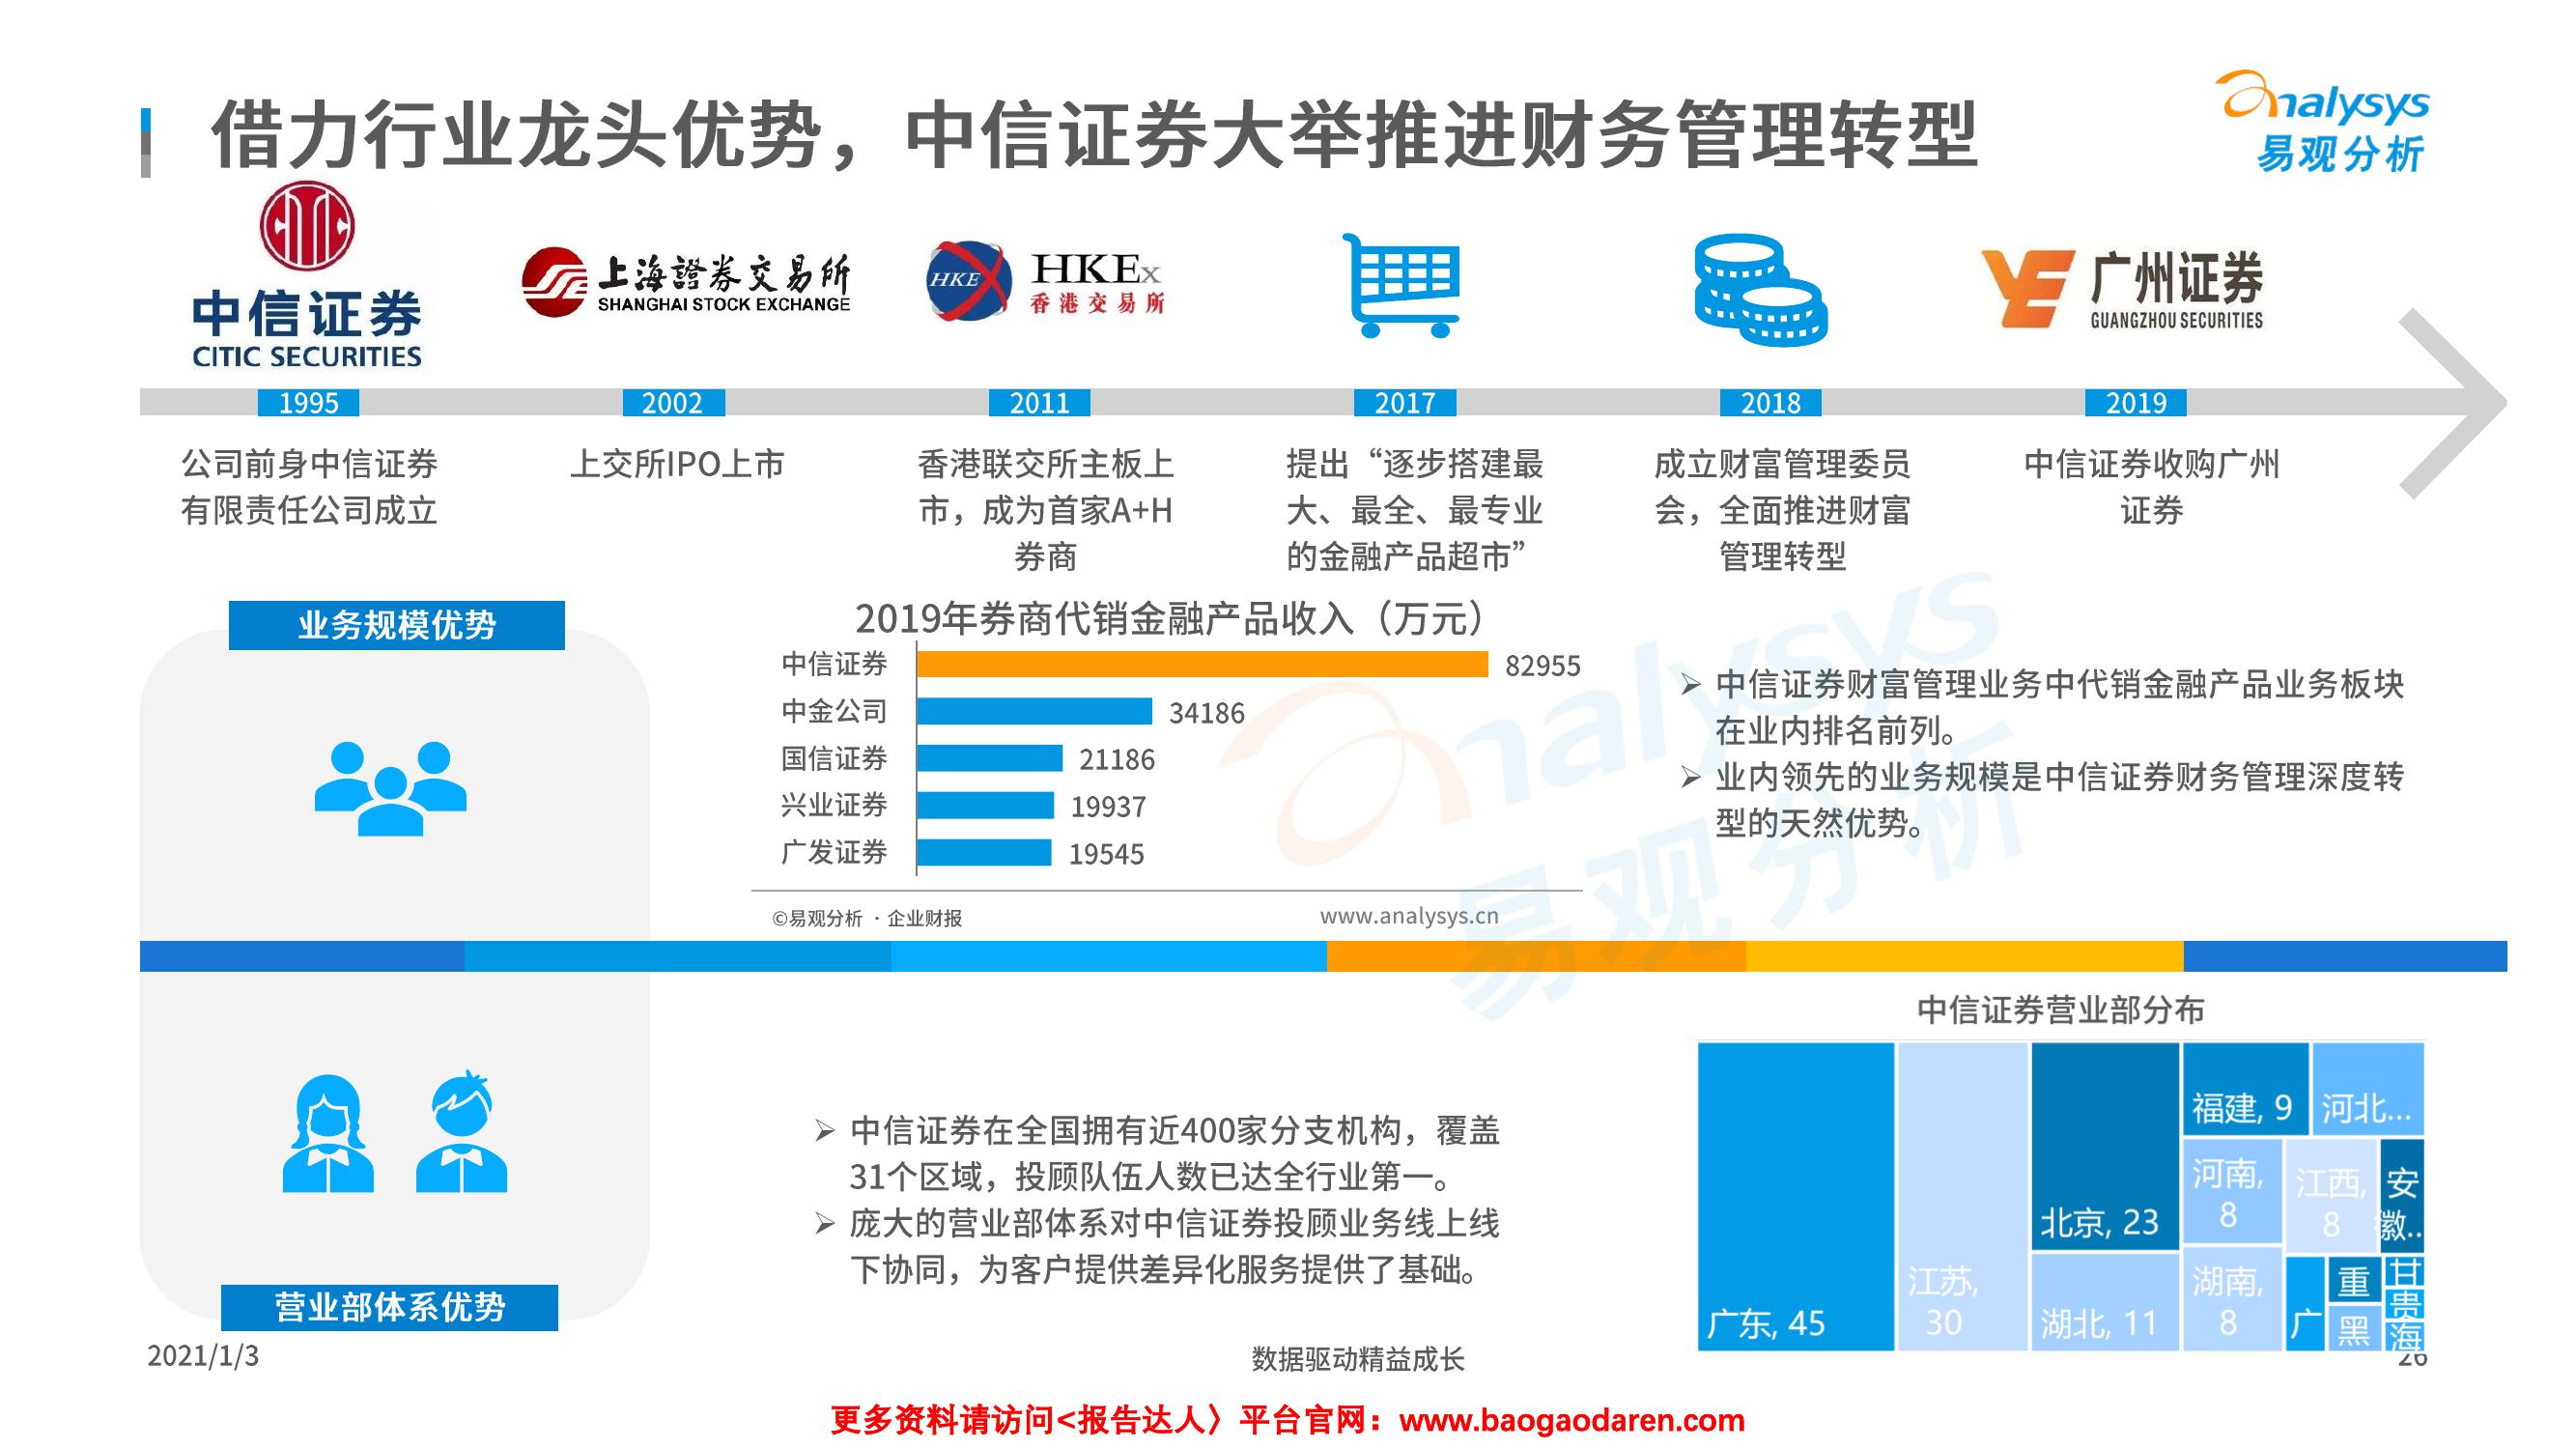 借力行业龙头优势，中信证券大举推进财务管理转型
analysys
易观分析
中信证券
CITIC SECURITIES
上海證券交易所
SHANGHAI STOCK EXCHANGE
HKEx
HKEx
香港交易所
广州证券
GUANGZHOU SECURITIES
1995
2002
2011
2017
2018
2019
公司前身中信证券
有限责任公司成立
上交所IPO上市
香港联交所主板上
市，成为首家A+H
券商
提出“逐步搭建最
大、最全、最专业
的金融产品超市”
成立财富管理委员
会，全面推进财富
管理转型
中信证券收购广州
证券
业务规模优势
2019年券商代销金融产品收入（万元）
中信证券 82955
中金公司 34186
国信证券 21186
兴业证券 19937
广发证券 19545
©易观分析 · 企业财报
www.analysys.cn
➢ 中信证券财富管理业务中代销金融产品业务板块
在业内排名前列。
➢ 业内领先的业务规模是中信证券财务管理深度转
型的天然优势。
analysys
易观分析
➢ 中信证券在全国拥有近400家分支机构，覆盖
31个区域，投顾队伍人数已达全行业第一。
➢ 庞大的营业部体系对中信证券投顾业务线上线
下协同，为客户提供差异化服务提供了基础。
营业部体系优势
中信证券营业部分布
广东, 45
江苏,
30
北京, 23
湖北, 11
福建, 9
河北...
河南,
8
江西,
8
安
徽..
湖南,
8
广
重
黑
甘
贵
海
2021/1/3
数据驱动精益成长
26
更多资料请访问<报告达人〉平台官网：www.baogaodaren.com